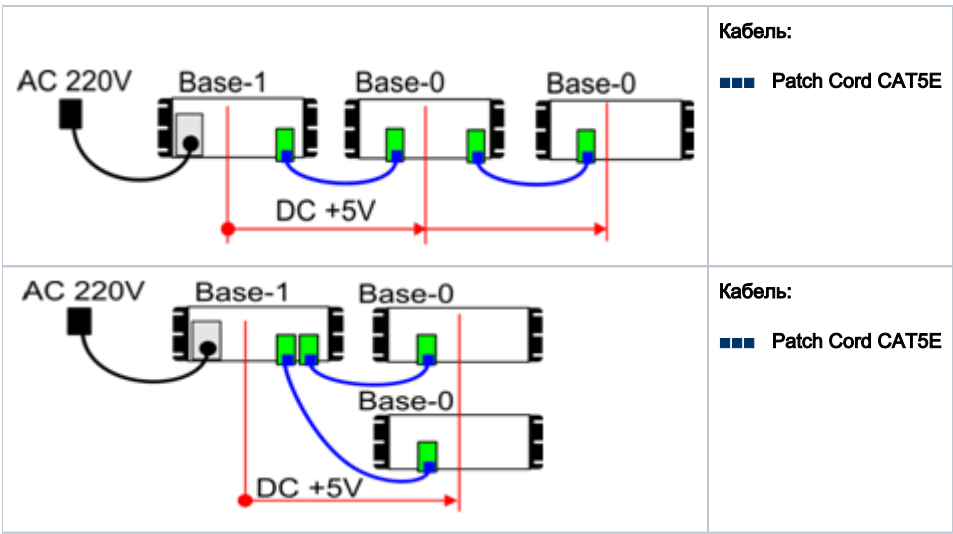 AC 220V
Base-1
Base-0
Base-0
DC +5V
Кабель:
Patch Cord CAT5E
AC 220V
Base-1
Base-0
Base-0
DC +5V
Кабель:
Patch Cord CAT5E